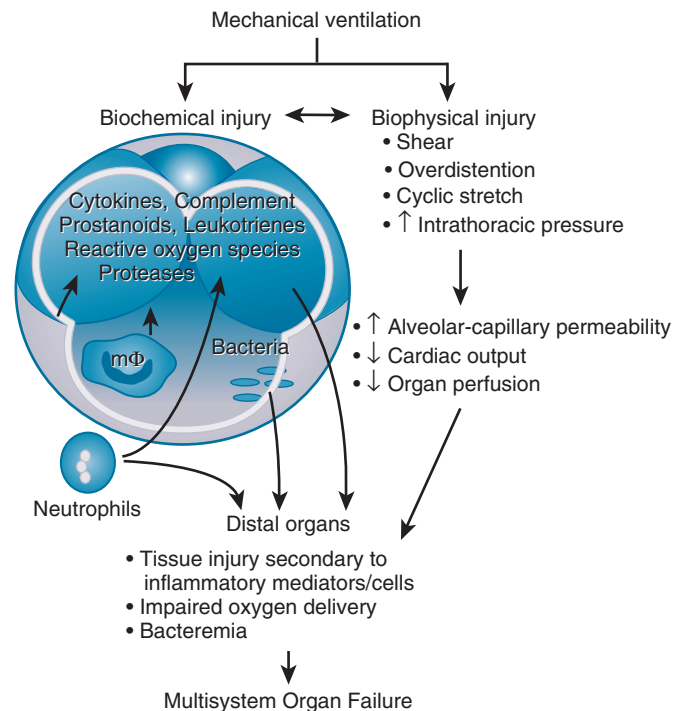 Mechanical ventilation
Biochemical injury
Biophysical injury
• Shear
• Overdistention
• Cyclic stretch
• ↑ Intrathoracic pressure
Cytokines, Complement
Prostanoids, Leukotrienes
Reactive oxygen species
Proteases
mΦ
Bacteria
• ↑ Alveolar-capillary permeability
• ↓ Cardiac output
• ↓ Organ perfusion
Neutrophils
Distal organs
• Tissue injury secondary to
inflammatory mediators/cells
• Impaired oxygen delivery
• Bacteremia
Multisystem Organ Failure